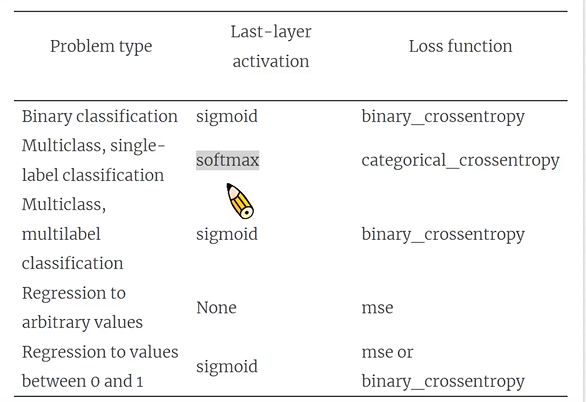 Problem type
Last-layer
activation
Loss function
Binary classification sigmoid binary_crossentropy
Multiclass, single-
label classification
softmax categorical_crossentropy
Multiclass,
multilabel
classification
sigmoid binary_crossentropy
Regression to
arbitrary values
None mse
Regression to values
between 0 and 1
sigmoid
mse or
binary_crossentropy